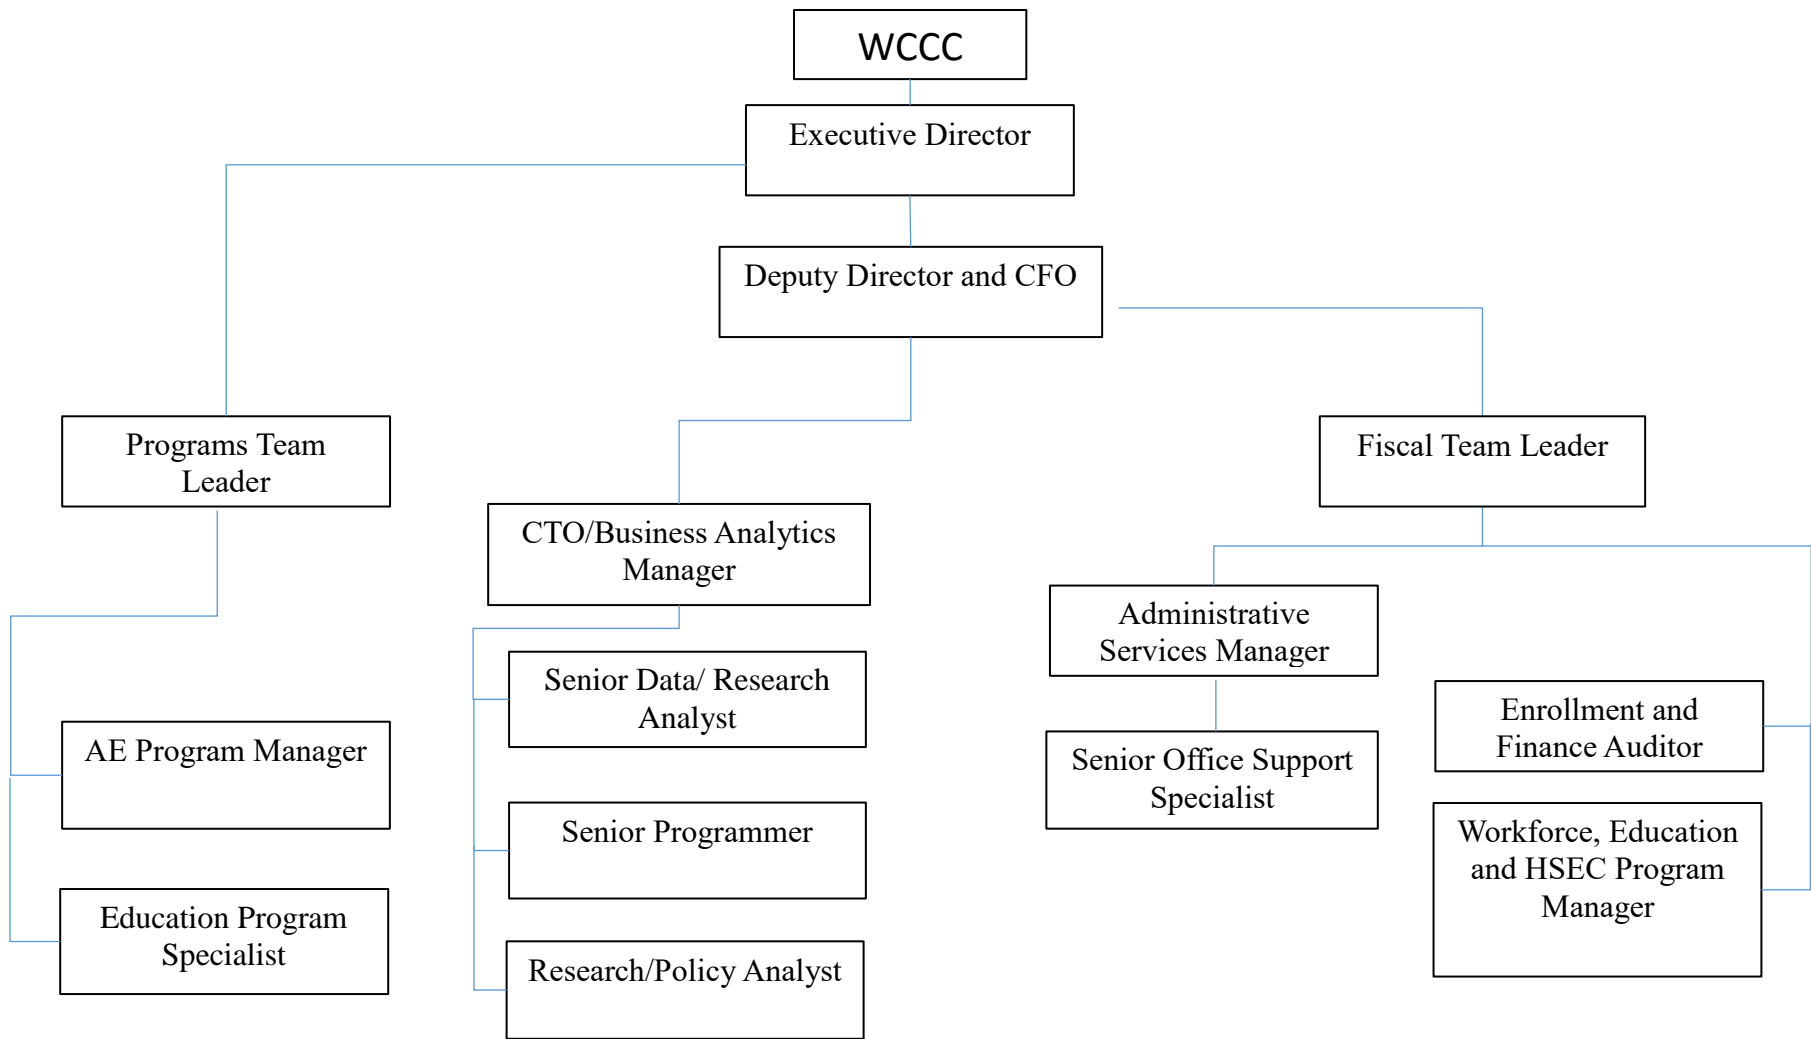 WCCC
Executive Director
Deputy Director and CFO
Programs Team
Leader
Fiscal Team Leader
CTO/Business Analytics
Manager
Administrative
Services Manager
Senior Data/ Research
Analyst
Enrollment and
Finance Auditor
AE Program Manager
Senior Office Support
Specialist
Senior Programmer
Workforce, Education
and HSEC Program
Manager
Education Program
Specialist
Research/Policy Analyst